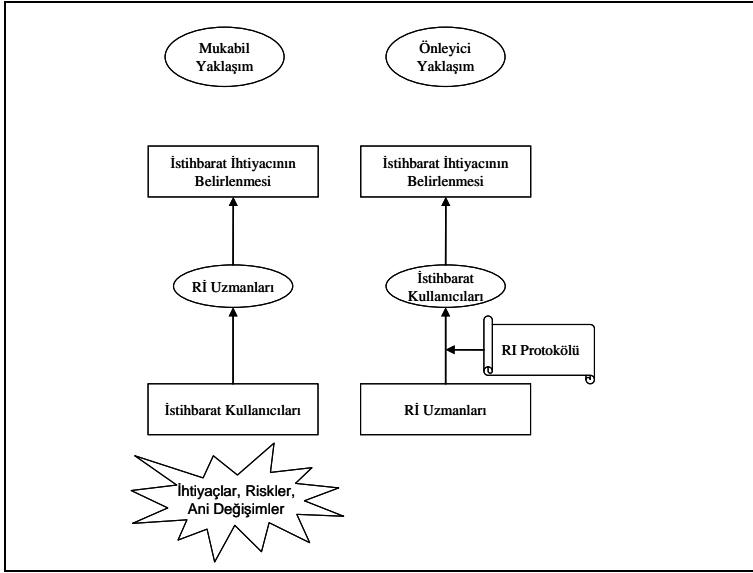 Mukabil
Yaklaşım
Önleyici
Yaklaşım
İstihbarat İhtiyacının
Belirlenmesi
İstihbarat İhtiyacının
Belirlenmesi
Rİ Uzmanları
İstihbarat
Kullanıcıları
RI Protokölü
İstihbarat Kullanıcıları
Rİ Uzmanları
İhtiyaçlar, Riskler,
Ani Değişimler